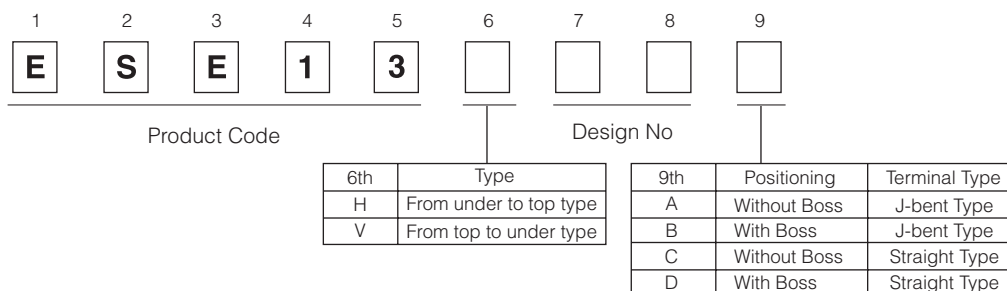 1 2 3 4 5 6 7 8 9
E S E 1 3
Product Code Design No
6th Type
H From under to top type
V From top to under type
9th Positioning Terminal Type
A Without Boss J-bent Type
B With Boss J-bent Type
C Without Boss Straight Type
D With Boss Straight Type